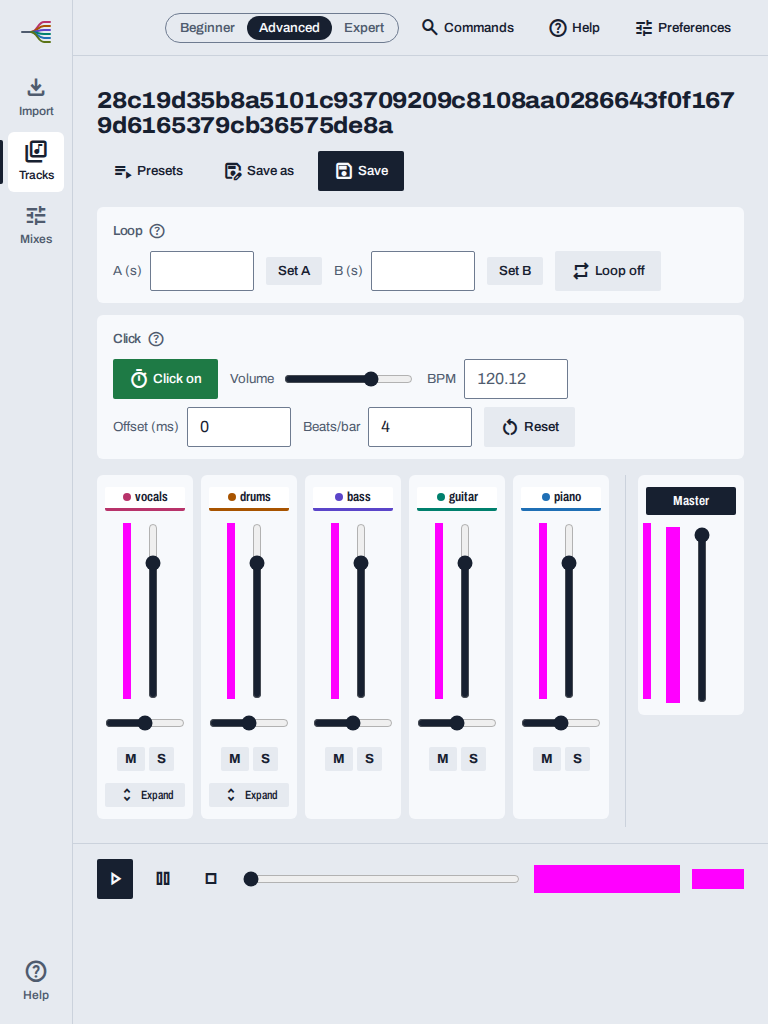 Beginner Advanced Expert Commands Help Preferences
Import
Tracks
Mixes
28c19d35b8a5101c93709209c8108aa0286643f0f167
9d6165379cb36575de8a
Presets Save as Save
Loop
A (s) Set A B (s) Set B Loop off
Click
Click on Volume BPM 120.12
Offset (ms) 0 Beats/bar 4 Reset
vocals drums bass guitar piano Master
M S M S M S M S M S
Expand Expand
Help